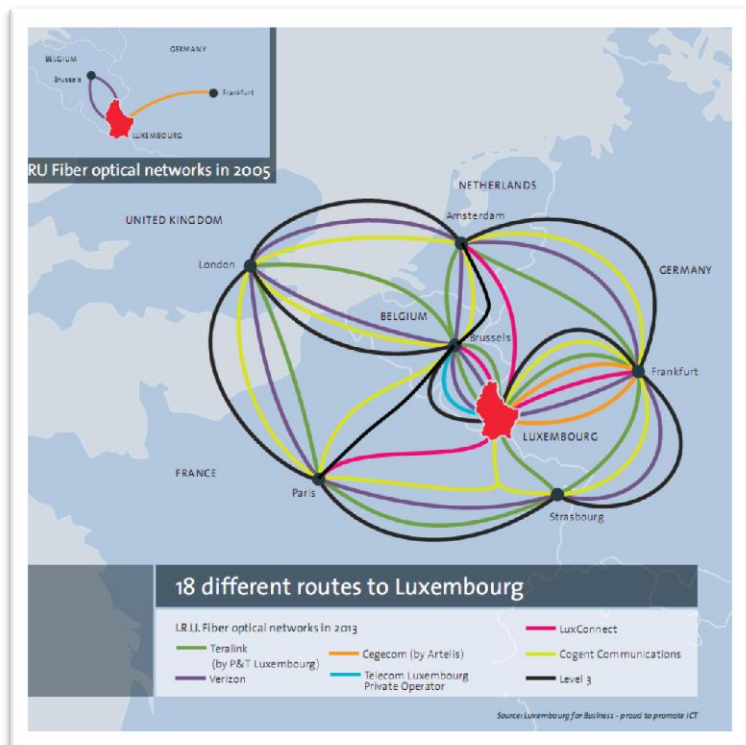 GERMANY
BELGIUM
Brussels
Frankfurt
LUXEMBOURG
RU Fiber optical networks in 2005
NETHERLANDS
Amsterdam
UNITED KINGDOM
London
GERMANY
BELGIUM
Brussels
Frankfurt
LUXEMBOURG
FRANCE
Paris
Strasbourg
18 different routes to Luxembourg
I.R.U. Fiber optical networks in 2013
Teralink
(by P&T Luxembourg)
Verizon
Cegecom (by Artelis)
Telecom Luxembourg
Private Operator
LuxConnect
Cogent Communications
Level 3
Source: Luxembourg for Business - proud to promote ICT